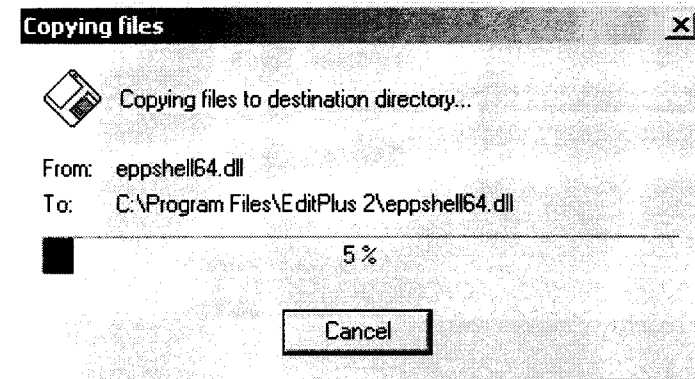 Copying files
Copying files to destination directory...
From: eppshell64.dll
To: C:\Program Files\EditPlus 2\eppshell64.dll
5 %
Cancel